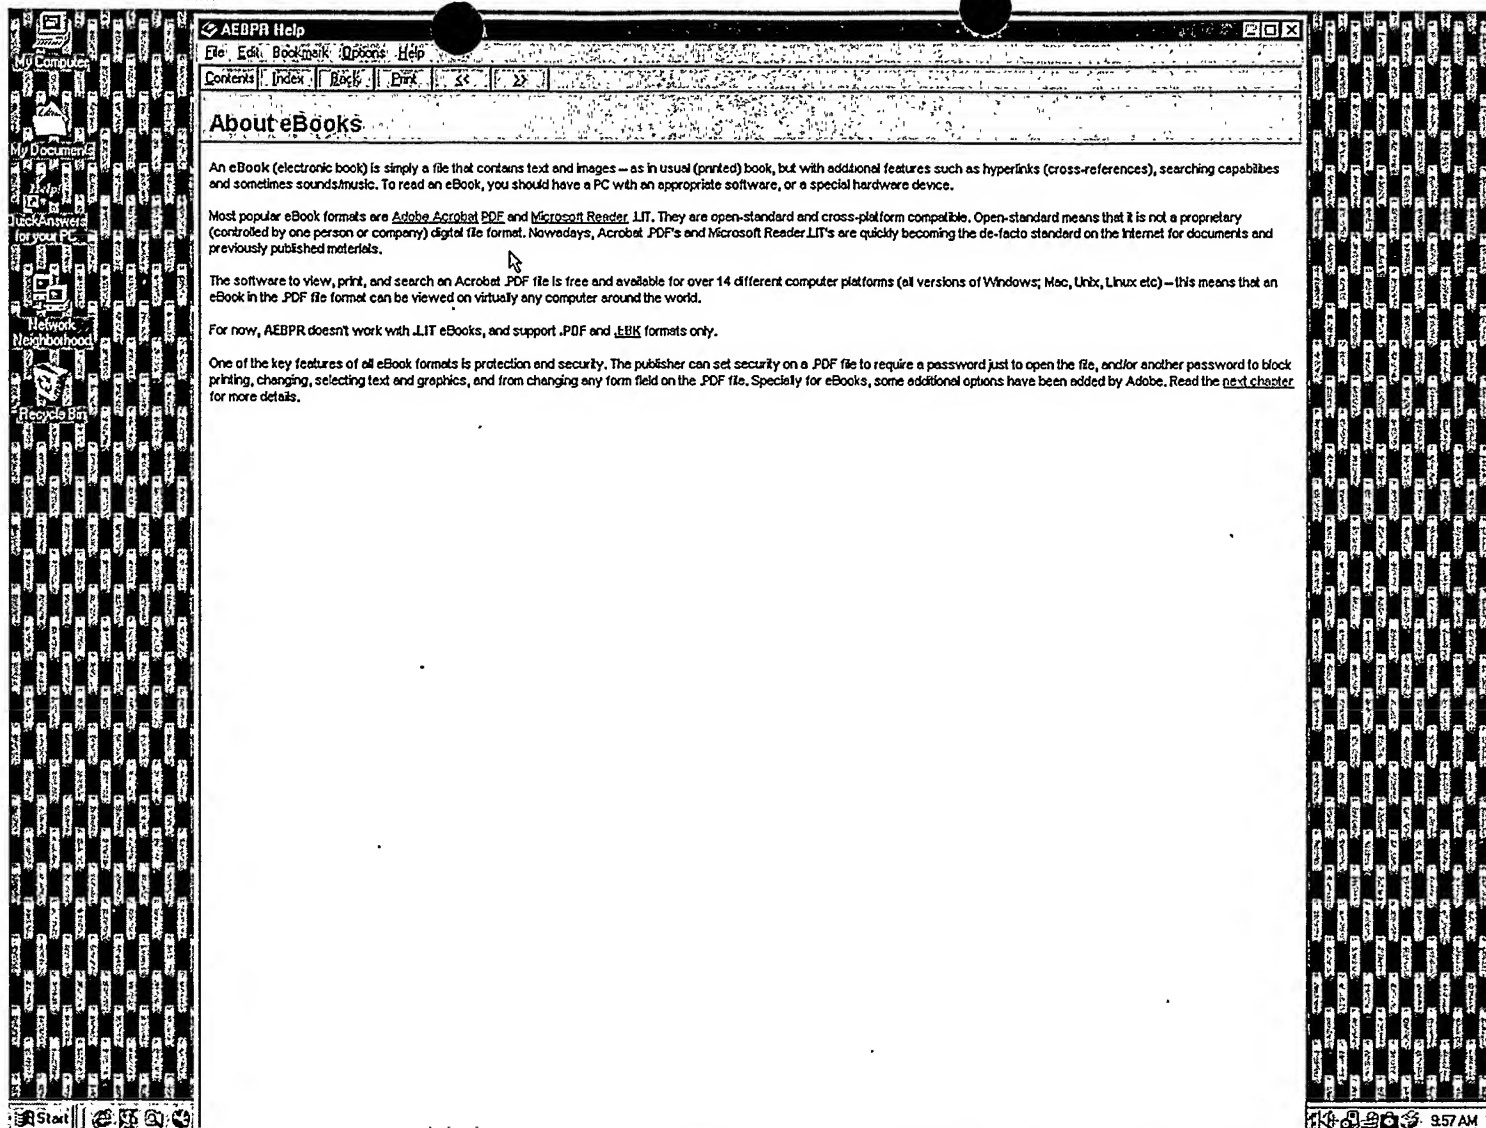 My Computer
My Documents
Help!
QuickAnswers
for your PC
Network
Neighborhood
Recycle Bin
AEBPR Help
File Edit Bookmark Options Help
Contents Index Back Print << >>
About eBooks
An eBook (electronic book) is simply a file that contains text and images – as in usual (printed) book, but with additional features such as hyperlinks (cross-references), searching capabilities
and sometimes sounds/music. To read an eBook, you should have a PC with an appropriate software, or a special hardware device.
Most popular eBook formats are Adobe Acrobat PDF and Microsoft Reader .LIT. They are open-standard and cross-platform compatible. Open-standard means that it is not a proprietary
(controlled by one person or company) digital file format. Nowadays, Acrobat .PDF's and Microsoft Reader .LIT's are quickly becoming the de-facto standard on the Internet for documents and
previously published materials.
The software to view, print, and search an Acrobat .PDF file is free and available for over 14 different computer platforms (all versions of Windows; Mac, Unix, Linux etc) – this means that an
eBook in the .PDF file format can be viewed on virtually any computer around the world.
For now, AEBPR doesn't work with .LIT eBooks, and support .PDF and .EBK formats only.
One of the key features of all eBook formats is protection and security. The publisher can set security on a .PDF file to require a password just to open the file, and/or another password to block
printing, changing, selecting text and graphics, and from changing any form field on the .PDF file. Specially for eBooks, some additional options have been added by Adobe. Read the next chapter
for more details.
Start
9:57 AM